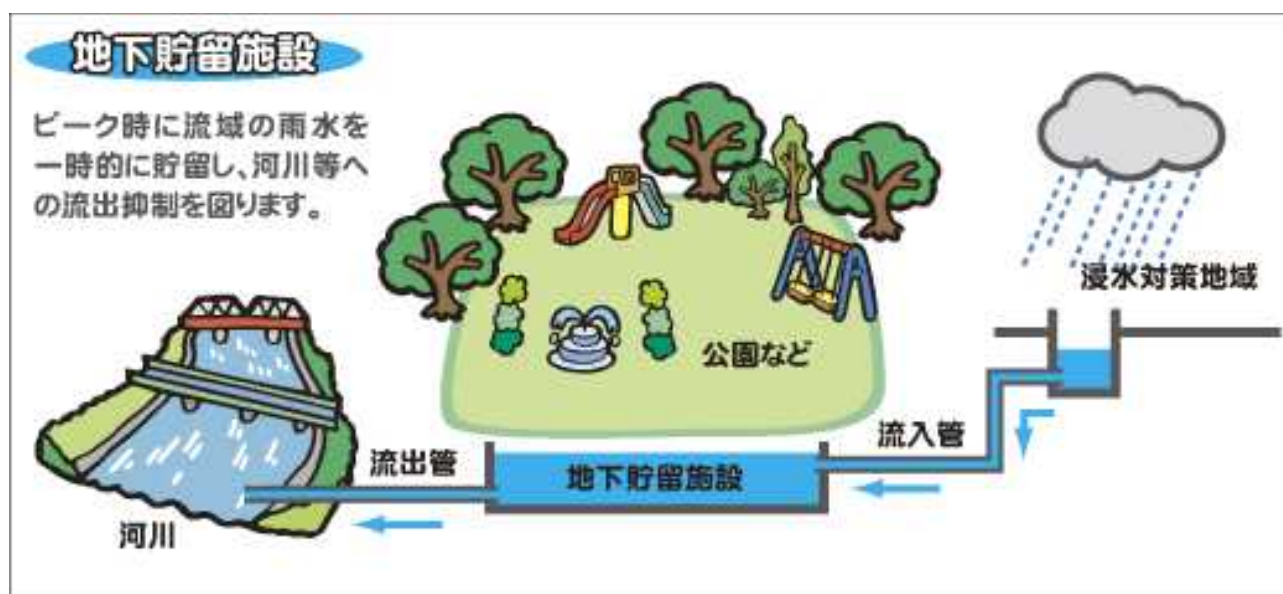 地下貯留施設
ピーク時に流域の雨水を
一時的に貯留し、河川等へ
の流出抑制を図ります。
浸水対策地域
公園など
流入管
流出管
地下貯留施設
河川